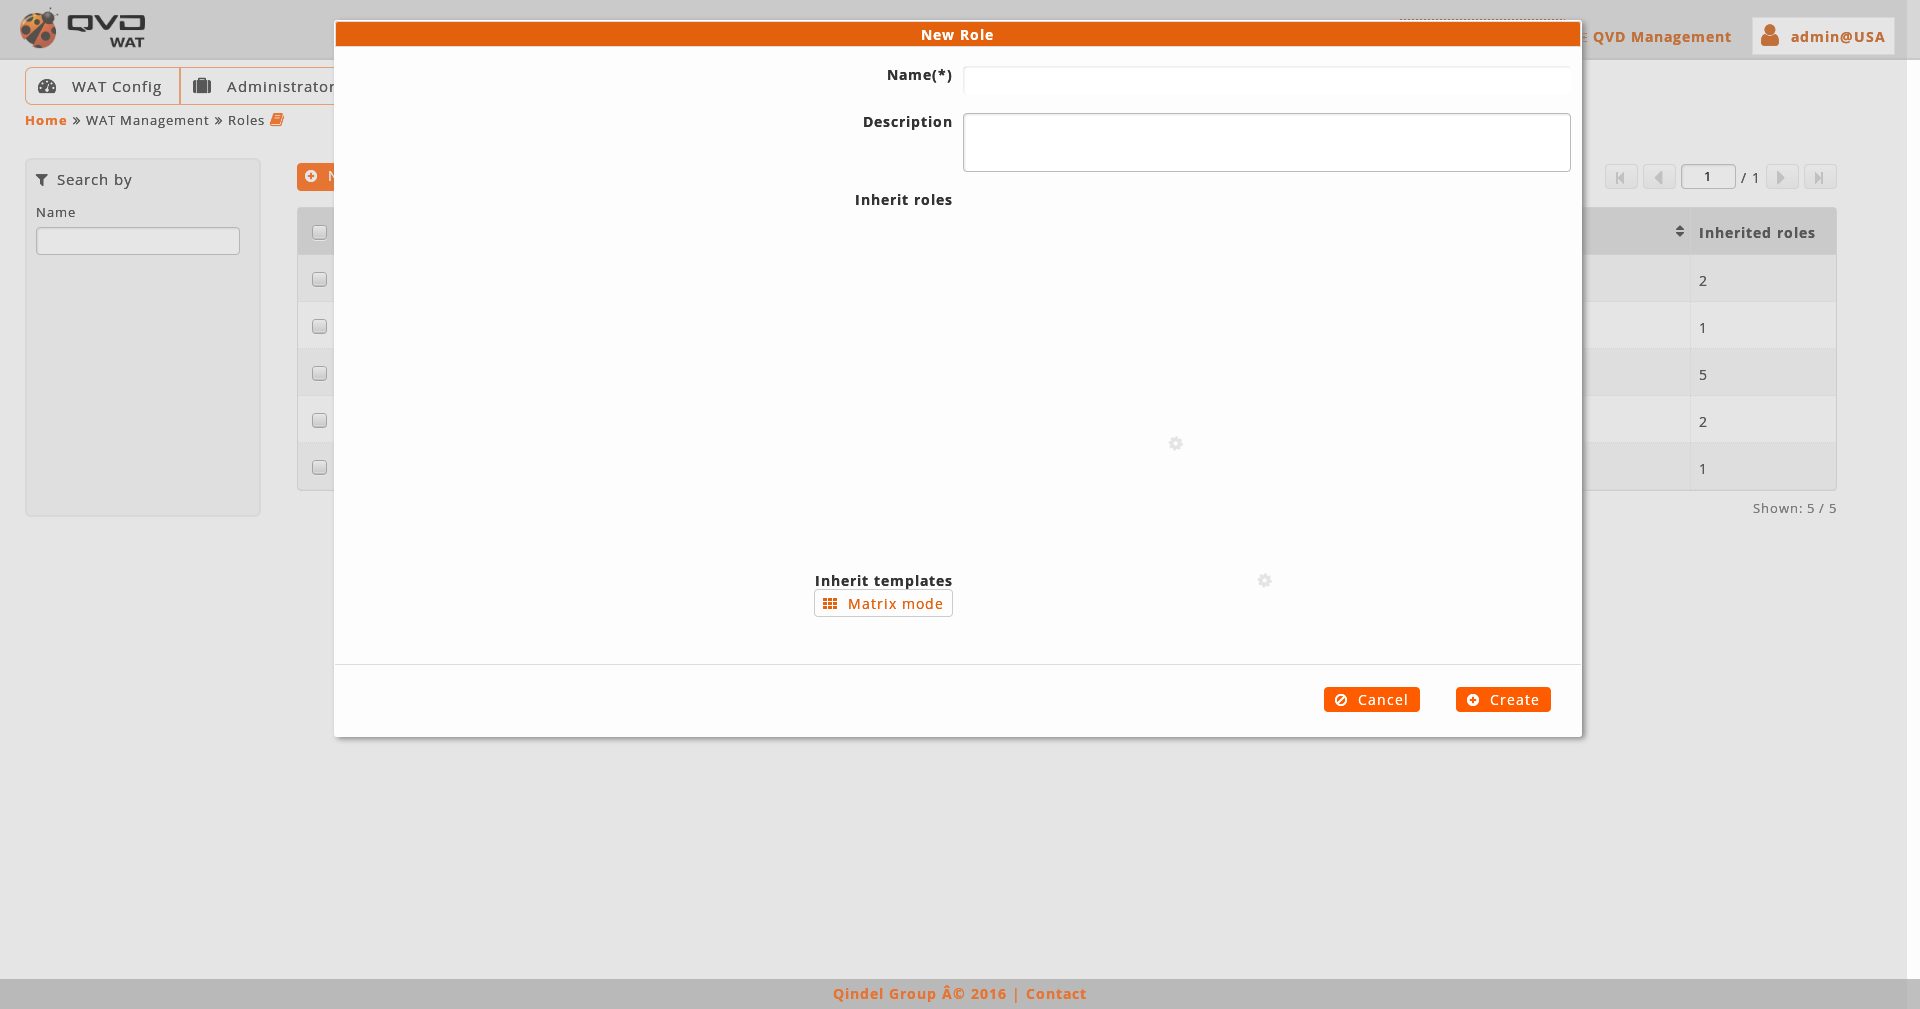 QVD
WAT
QVD Management
admin@USA
WAT Config
Administrator
Home » WAT Management » Roles
Search by
Name
New Role
Name(*)
Description
Inherit roles
Inherit templates
Matrix mode
Cancel
Create
N
1 / 1
Inherited roles
2
1
5
2
1
Shown: 5 / 5
Qindel Group Â© 2016 | Contact